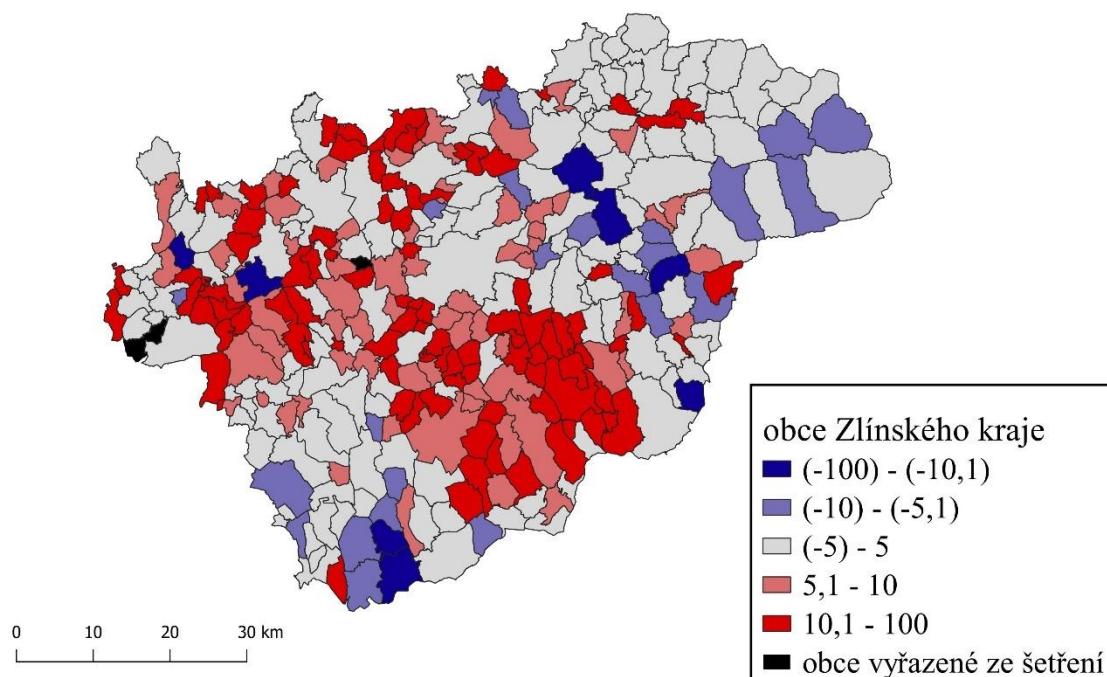 obce Zlínského kraje
(-100) - (-10,1)
(-10) - (-5,1)
(-5) - 5
5,1 - 10
10,1 - 100
obce vyřazené ze šetření
0 10 20 30 km